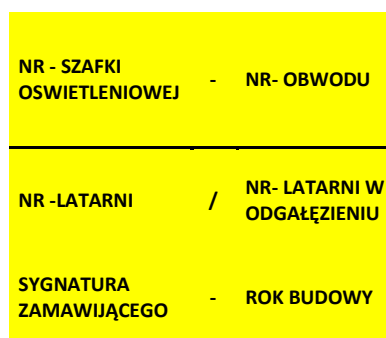 NR - SZAFKI
OSWIETLENIOWEJ - NR- OBWODU
NR -LATARNI / NR- LATARNI W
ODGAŁĘZIENIU
SYGNATURA
ZAMAWIJĄCEGO - ROK BUDOWY